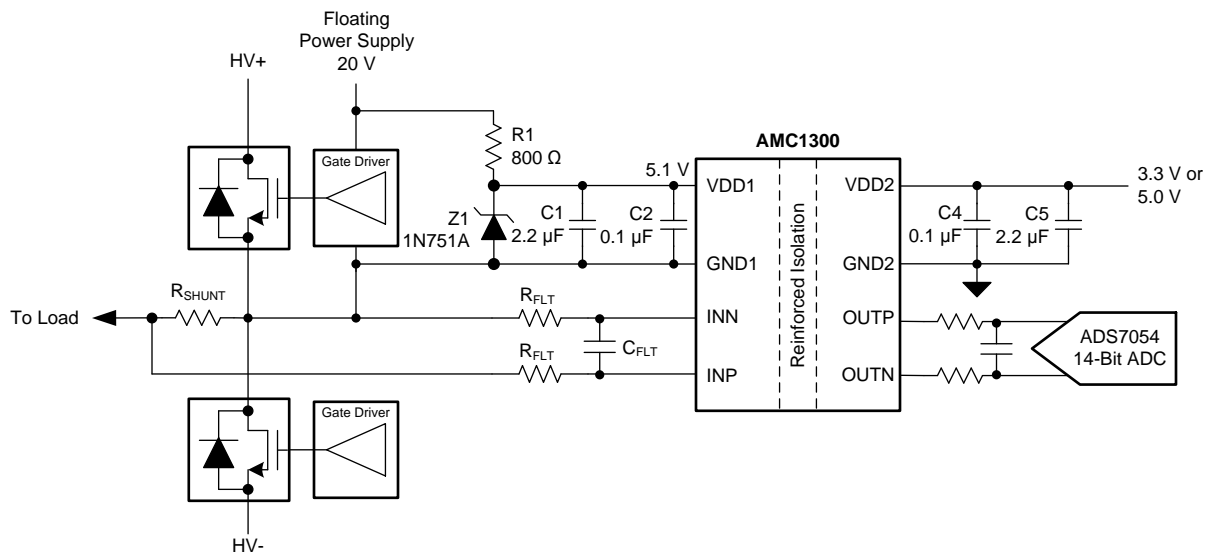 Floating
Power Supply
20 V
HV+
Gate Driver
R1
800 Ω
5.1 V
Z1
1N751A
C1
2.2 µF
C2
0.1 µF
AMC1300
VDD1
GND1
INN
INP
Reinforced Isolation
VDD2
GND2
OUTP
OUTN
3.3 V or
5.0 V
C4
0.1 µF
C5
2.2 µF
RSHUNT
To Load
RFLT
CFLT
RFLT
ADS7054
14-Bit ADC
Gate Driver
HV-